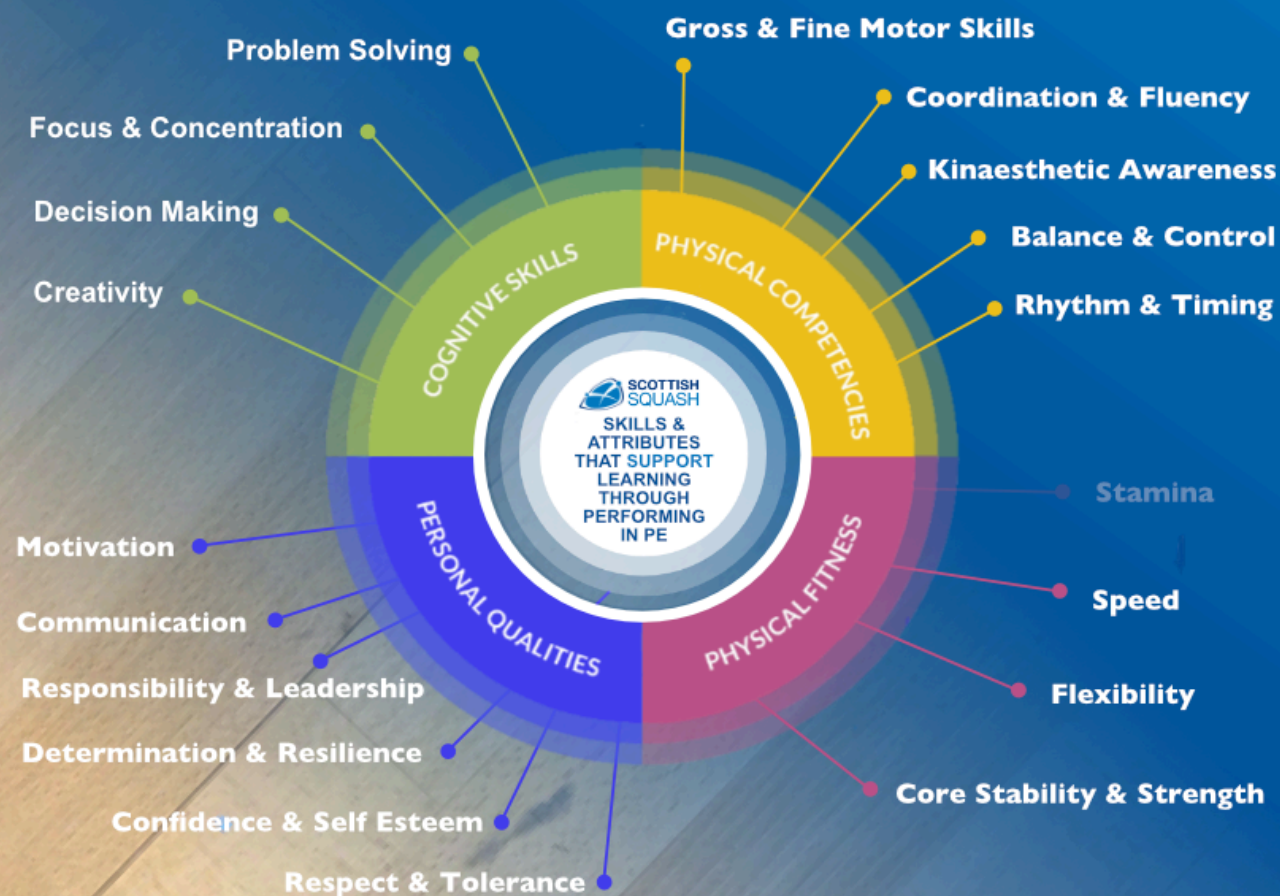 Gross & Fine Motor Skills
Problem Solving
Coordination & Fluency
Focus & Concentration
Kinaesthetic Awareness
Decision Making
Balance & Control
Creativity
Rhythm & Timing
COGNITIVE SKILLS
PHYSICAL COMPETENCIES
SCOTTISH
SQUASH
SKILLS &
ATTRIBUTES
THAT SUPPORT
LEARNING
THROUGH
PERFORMING
IN PE
PERSONAL QUALITIES
PHYSICAL FITNESS
Stamina
Motivation
Speed
Communication
Responsibility & Leadership
Flexibility
Determination & Resilience
Core Stability & Strength
Confidence & Self Esteem
Respect & Tolerance